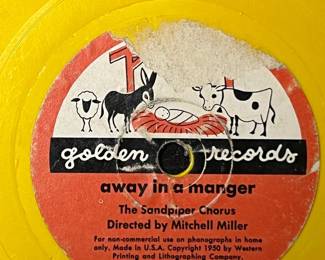 golden records
away in a manger
The Sandpiper Chorus
Directed by Mitchell Miller
For non-commercial use on phonographs in home
only. Made in U.S.A. Copyright 1950 by Western
Printing and Lithographing Company.